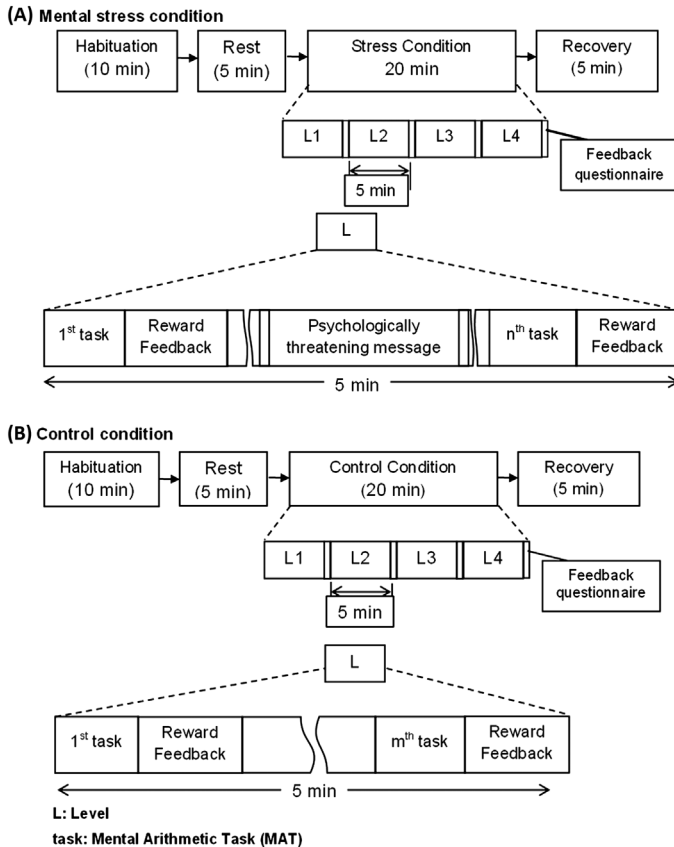 (A) Mental stress condition
Habituation
(10 min)
Rest
(5 min)
Stress Condition
20 min
Recovery
(5 min)
L1
L2
L3
L4
Feedback
questionnaire
5 min
L
1st task
Reward
Feedback
Psychologically
threatening message
nth task
Reward
Feedback
5 min
(B) Control condition
Habituation
(10 min)
Rest
(5 min)
Control Condition
(20 min)
Recovery
(5 min)
L1
L2
L3
L4
Feedback
questionnaire
5 min
L
1st task
Reward
Feedback
mth task
Reward
Feedback
5 min
L: Level
task: Mental Arithmetic Task (MAT)